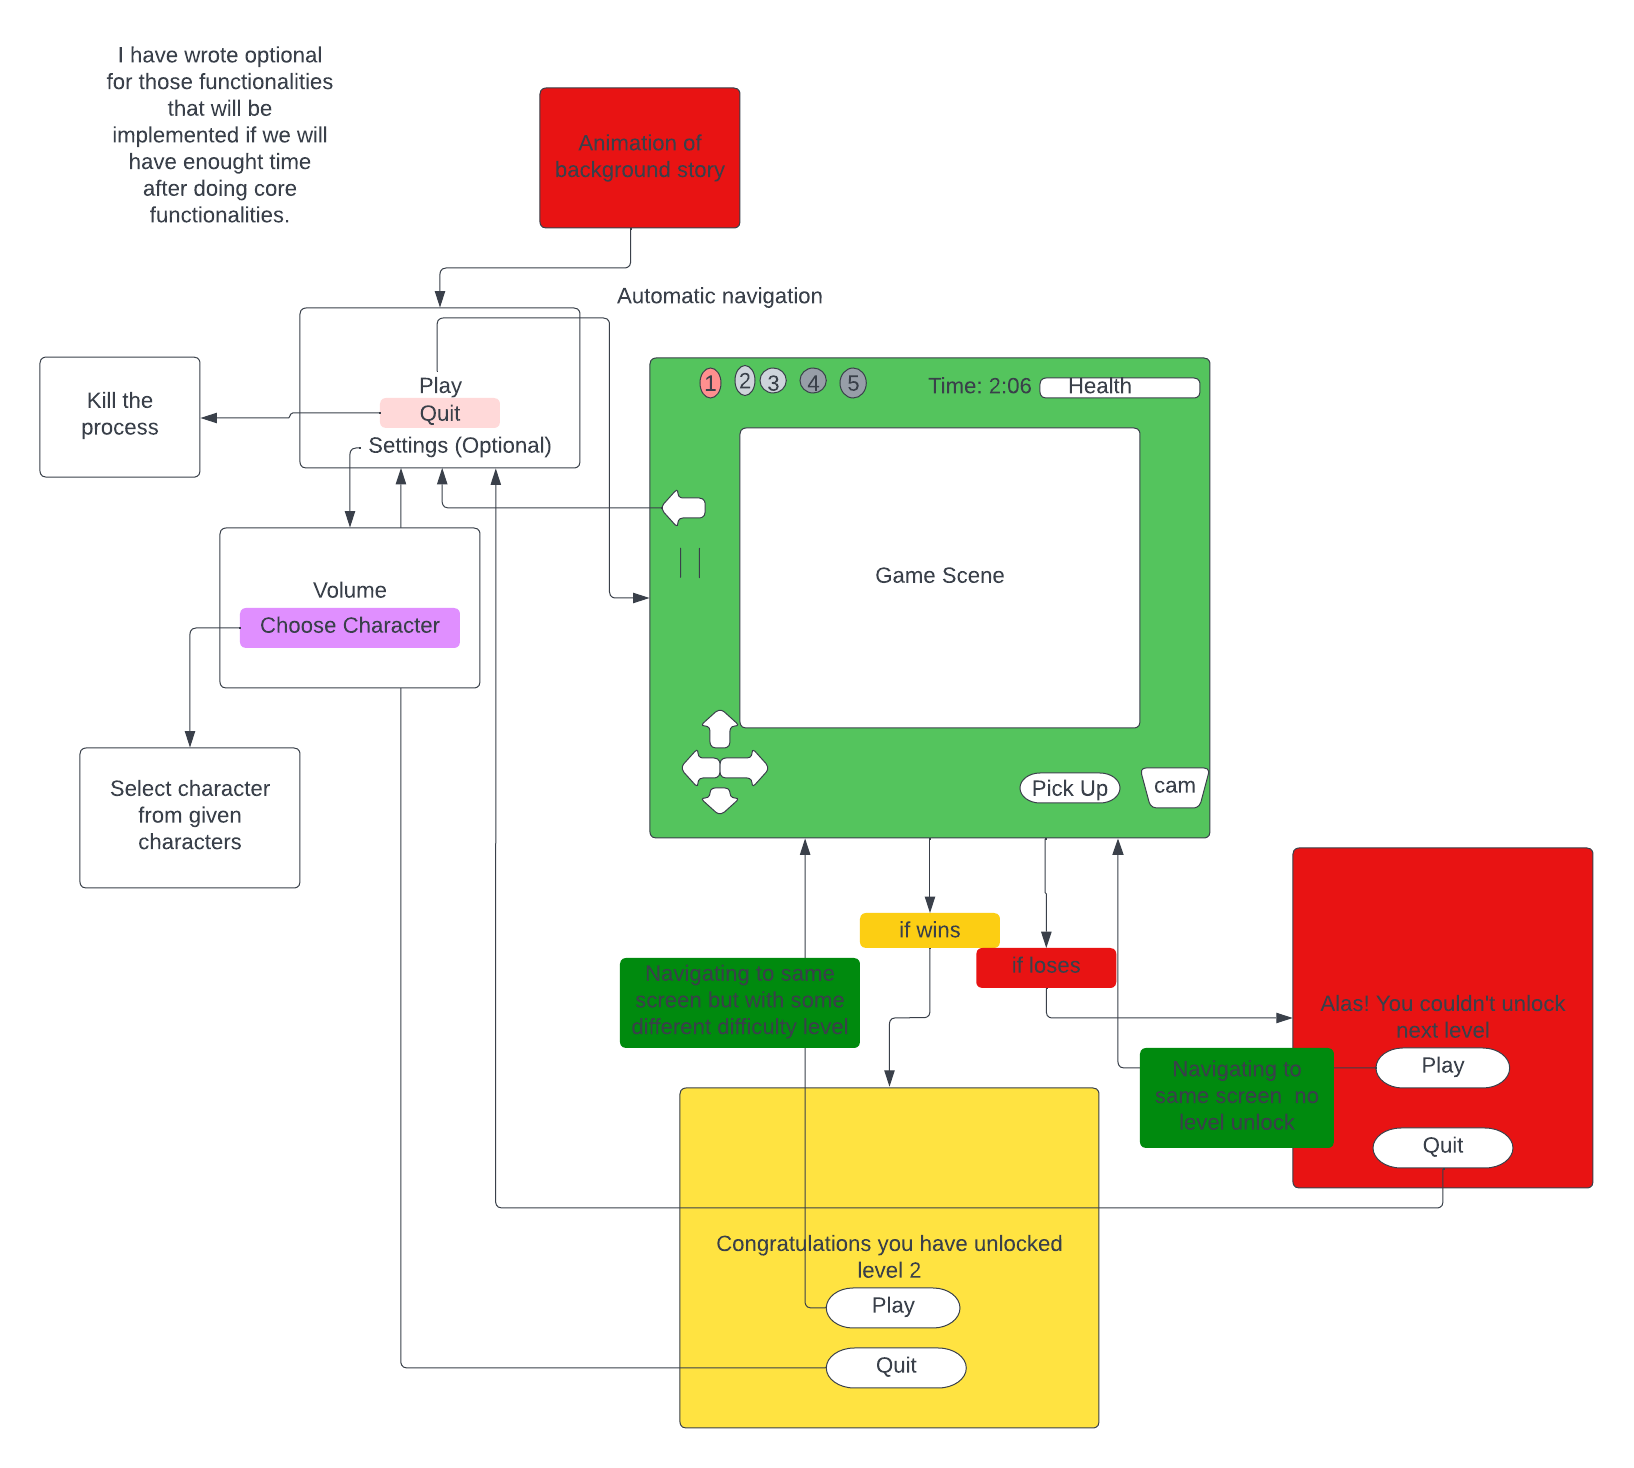 I have wrote optional
for those functionalities
that will be
implemented if we will
have enought time
after doing core
functionalities.
Animation of
background story
Automatic navigation
Play
Quit
Settings (Optional)
Kill the
process
Volume
Choose Character
Select character
from given
characters
1 2 3 4 5
Time: 2:06
Health
Game Scene
Pick Up
cam
if wins
if loses
Navigating to same
screen but with some
different difficulty level
Alas! You couldn't unlock
next level
Play
Quit
Navigating to
same screen no
level unlock
Congratulations you have unlocked
level 2
Play
Quit